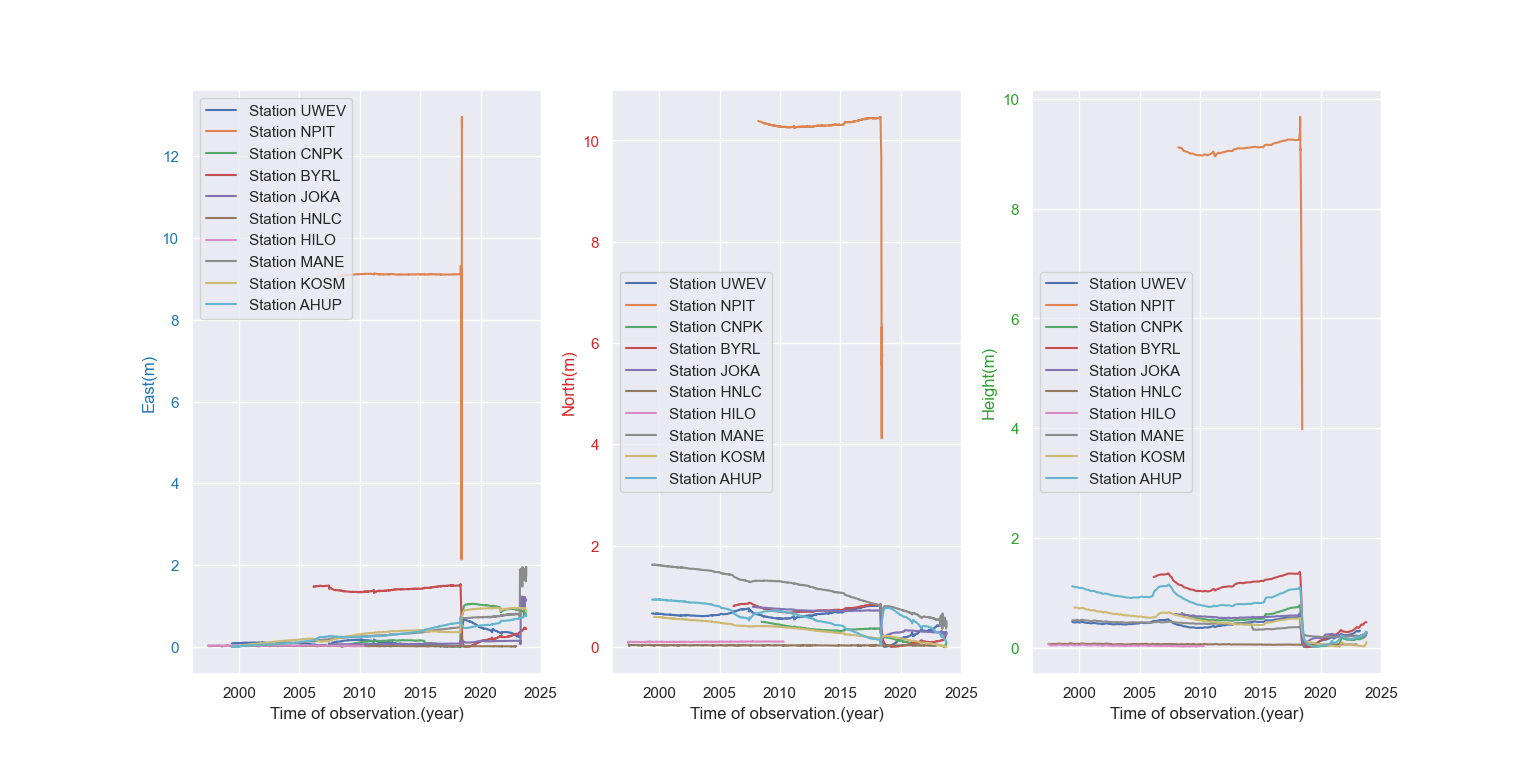 East(m)
12
10
8
6
4
2
0
Station UWEV
Station NPIT
Station CNPK
Station BYRL
Station JOKA
Station HNLC
Station HILO
Station MANE
Station KOSM
Station AHUP
2000 2005 2010 2015 2020 2025
Time of observation.(year)
North(m)
10
8
6
4
2
0
Station UWEV
Station NPIT
Station CNPK
Station BYRL
Station JOKA
Station HNLC
Station HILO
Station MANE
Station KOSM
Station AHUP
2000 2005 2010 2015 2020 2025
Time of observation.(year)
Height(m)
10
8
6
4
2
0
Station UWEV
Station NPIT
Station CNPK
Station BYRL
Station JOKA
Station HNLC
Station HILO
Station MANE
Station KOSM
Station AHUP
2000 2005 2010 2015 2020 2025
Time of observation.(year)